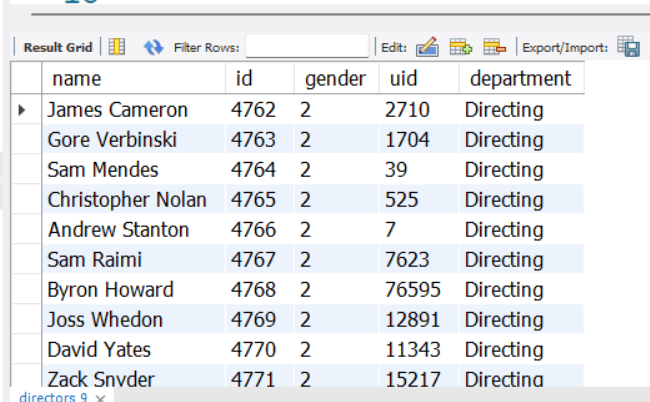 Result Grid Filter Rows: Edit: Export/Import:
name id gender uid department
James Cameron 4762 2 2710 Directing
Gore Verbinski 4763 2 1704 Directing
Sam Mendes 4764 2 39 Directing
Christopher Nolan 4765 2 525 Directing
Andrew Stanton 4766 2 7 Directing
Sam Raimi 4767 2 7623 Directing
Byron Howard 4768 2 76595 Directing
Joss Whedon 4769 2 12891 Directing
David Yates 4770 2 11343 Directing
Zack Snyder 4771 2 15217 Directing
directors 9